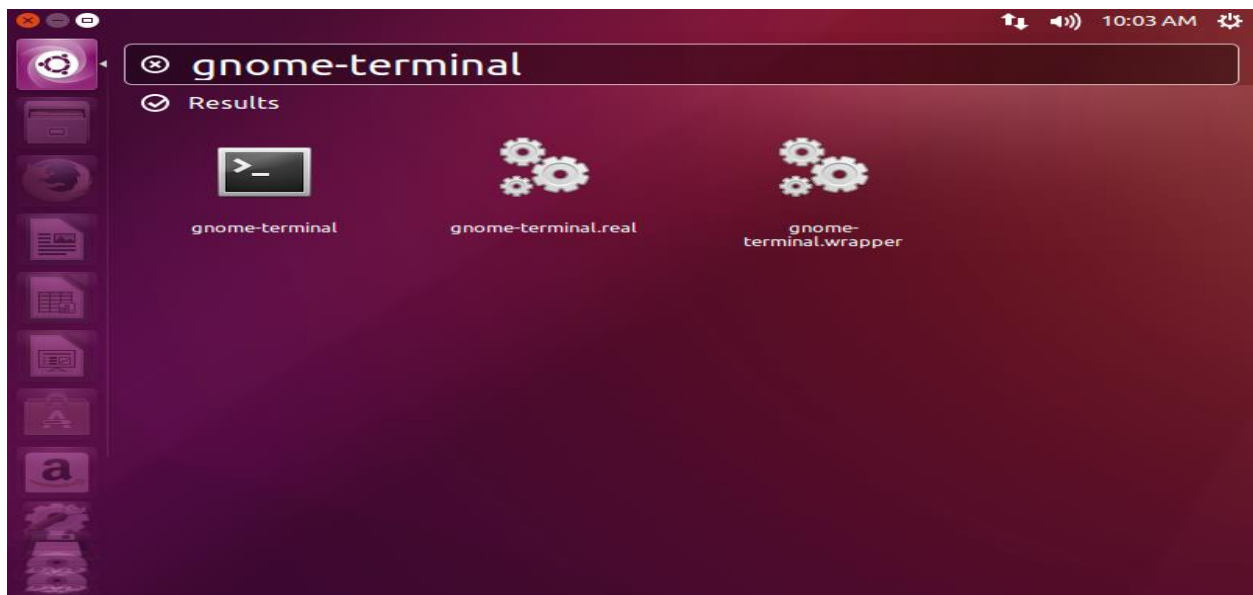 10:03 AM
gnome-terminal
Results
>_
gnome-terminal
gnome-terminal.real
gnome-
terminal.wrapper
a